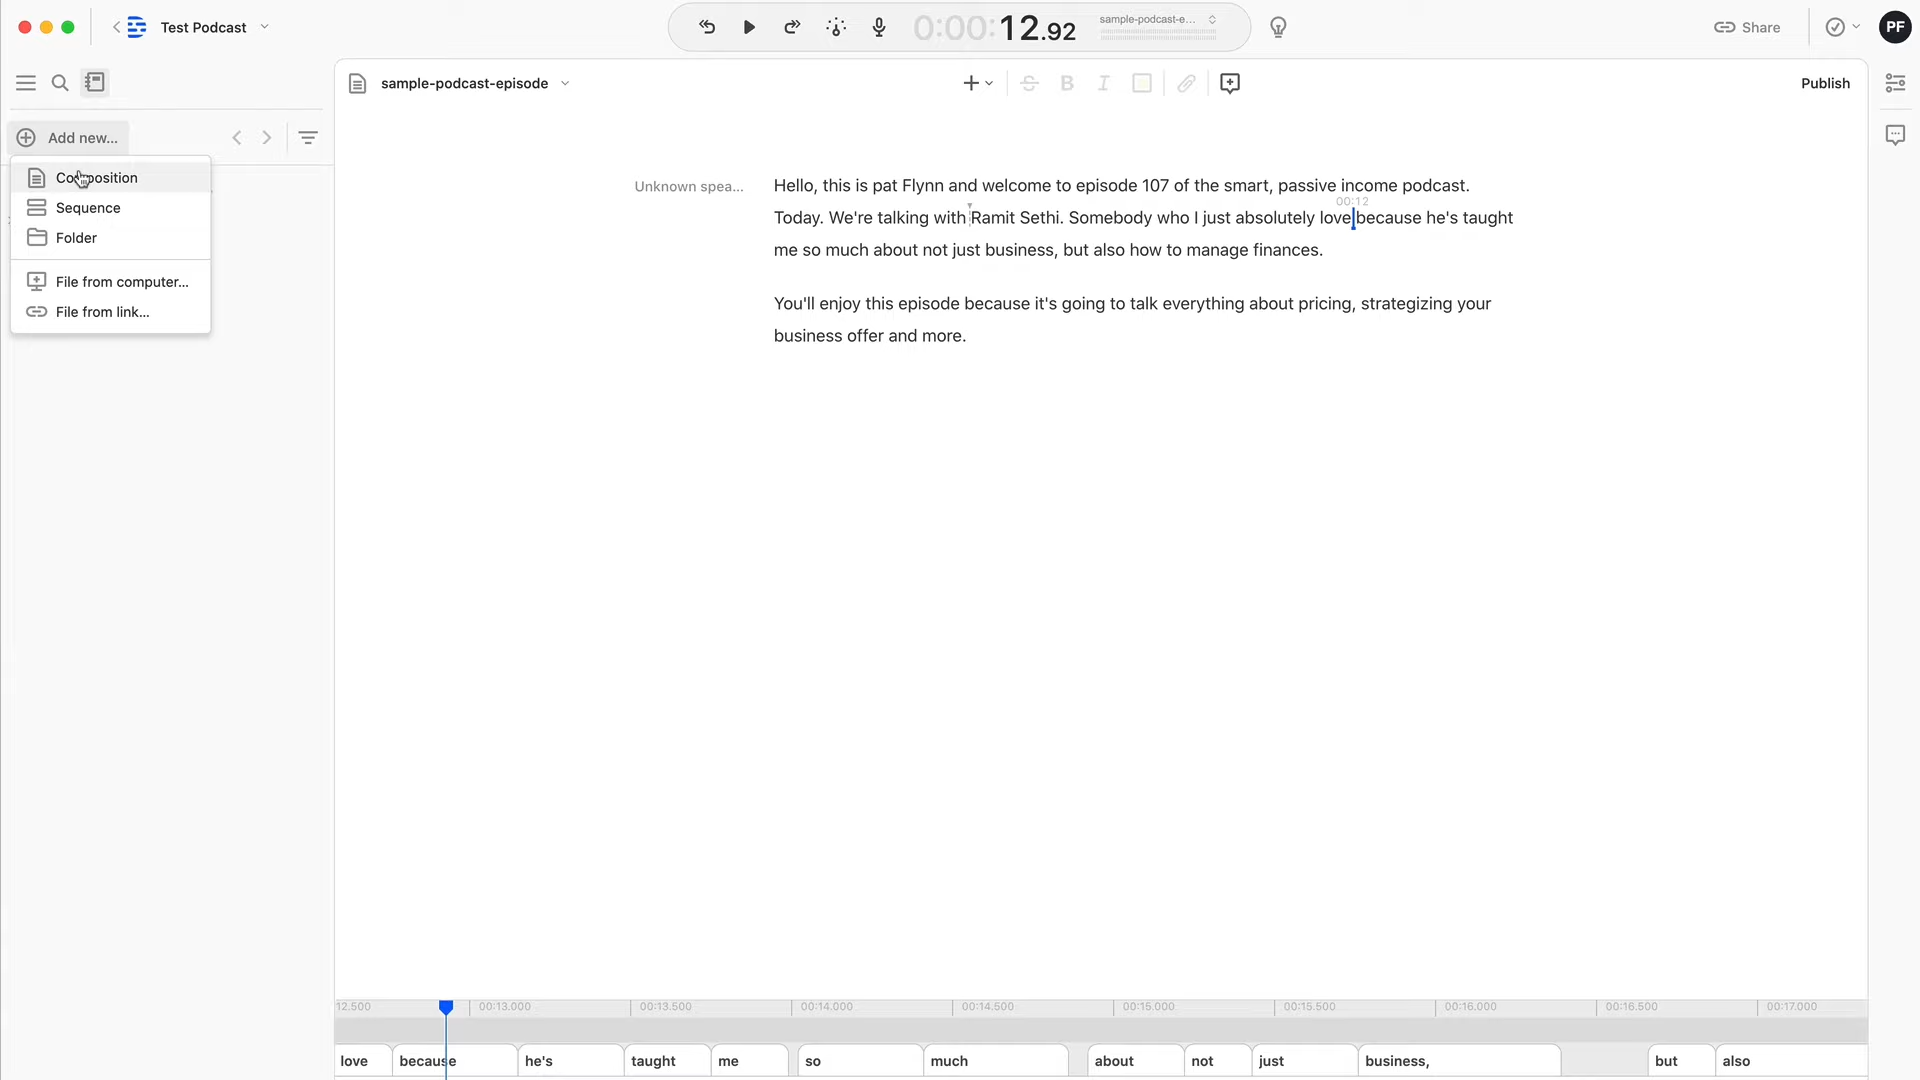 Test Podcast
0:00:12.92
sample-podcast-e...
Share
PF
sample-podcast-episode
Publish
Add new...
Composition
Sequence
Folder
File from computer...
File from link...
Unknown spea...
Hello, this is pat Flynn and welcome to episode 107 of the smart, passive income podcast.
00:12
Today. We're talking with Ramit Sethi. Somebody who I just absolutely love because he's taught
me so much about not just business, but also how to manage finances.
You'll enjoy this episode because it's going to talk everything about pricing, strategizing your
business offer and more.
12.500 00:13.000 00:13.500 00:14.000 00:14.500 00:15.000 00:15.500 00:16.000 00:16.500 00:17.000
love because he's taught me so much about not just business, but also